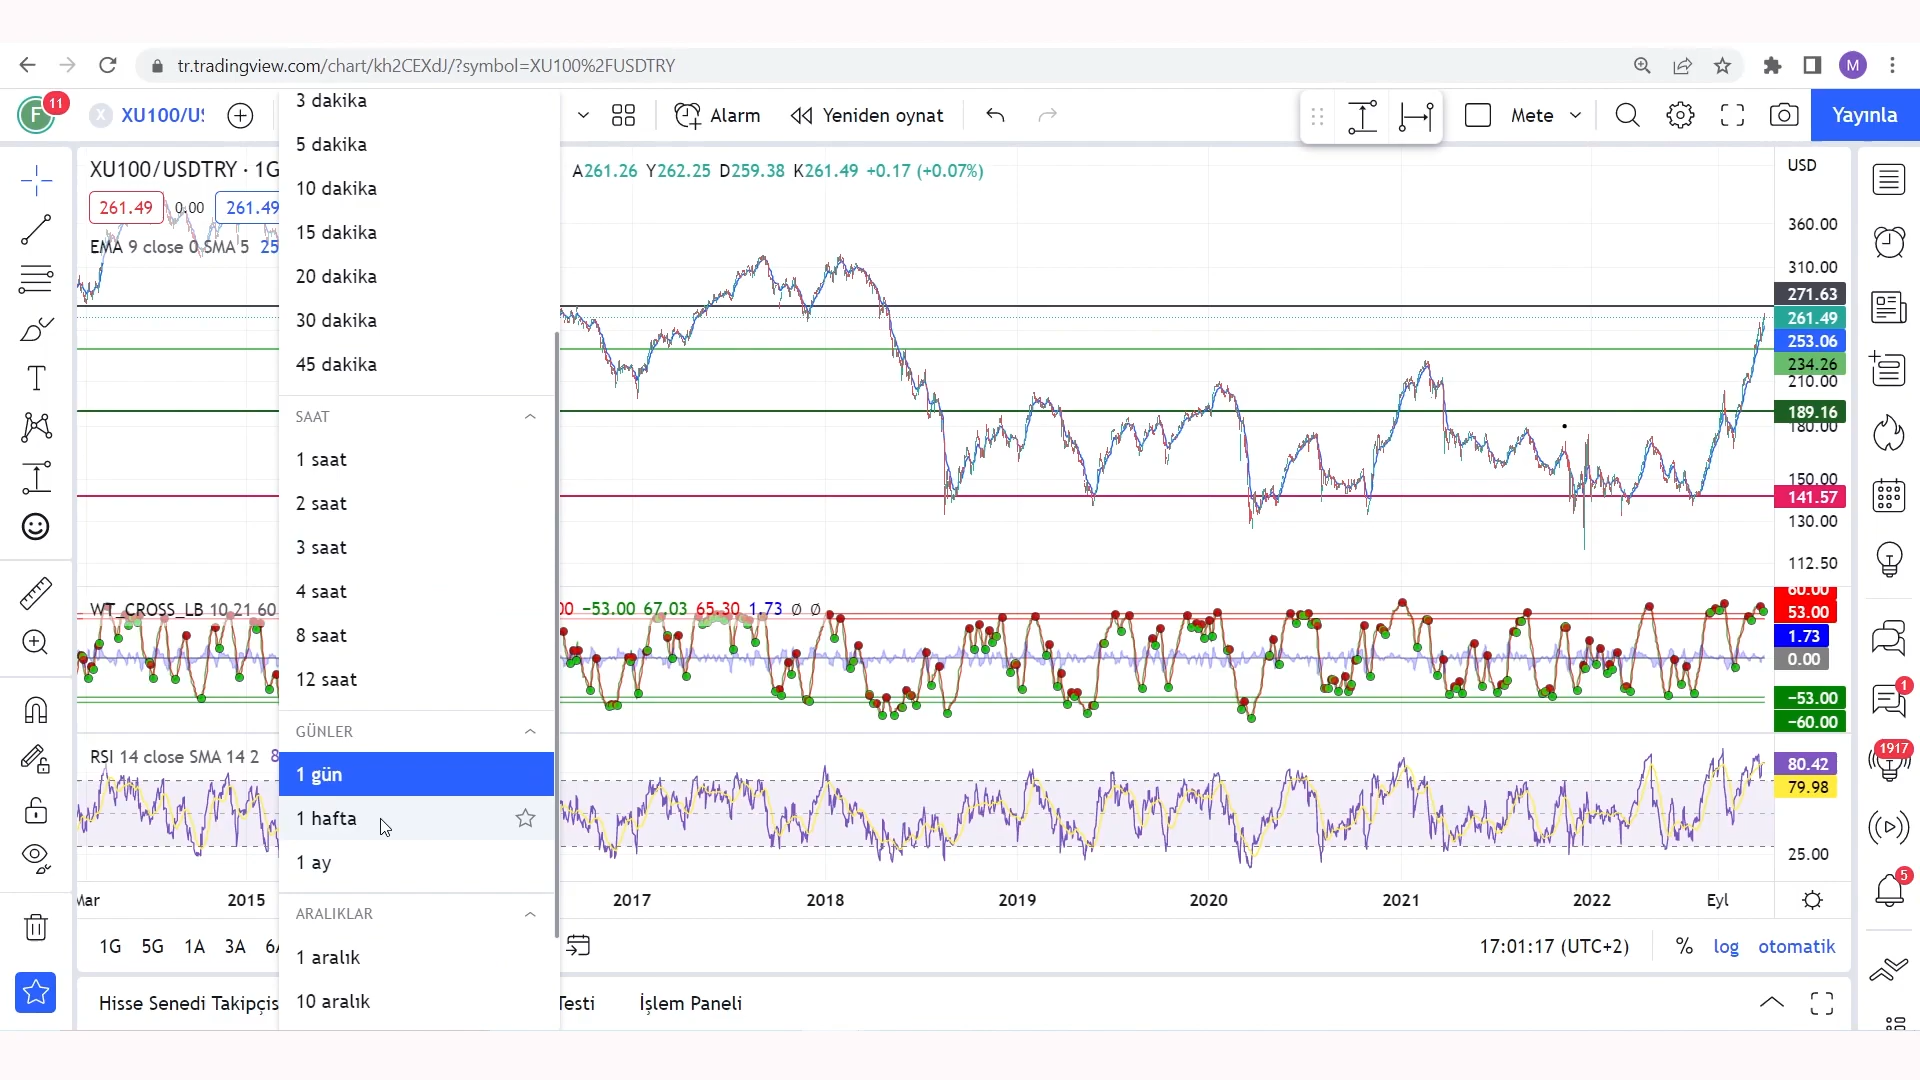 tr.tradingview.com/chart/kh2CEXdJ/?symbol=XU100%2FUSDTRY
M
F
11
X
XU100/US
Alarm
Yeniden oynat
Mete
Yayınla
XU100/USDTRY · 1G
A261.26 Y262.25 D259.38 K261.49 +0.17 (+0.07%)
261.49
0.00
261.49
EMA 9 close 0 SMA 5 25
3 dakika
5 dakika
10 dakika
15 dakika
20 dakika
30 dakika
45 dakika
SAAT
1 saat
2 saat
3 saat
4 saat
8 saat
12 saat
GÜNLER
1 gün
1 hafta
1 ay
ARALIKLAR
1 aralık
10 aralık
USD
360.00
310.00
271.63
261.49
253.06
234.26
210.00
189.16
180.00
150.00
141.57
130.00
112.50
WT_CROSS_LB 10 21 60
00 −53.00 67.03 65.30 1.73 ∅ ∅
60.00
53.00
1.73
0.00
−53.00
−60.00
RSI 14 close SMA 14 2 8
80.42
79.98
25.00
Mar
2015
2017
2018
2019
2020
2021
2022
Eyl
1G
5G
1A
3A
6A
17:01:17 (UTC+2)
%
log
otomatik
Hisse Senedi Takipçis
Testi
İşlem Paneli
1
1917
5